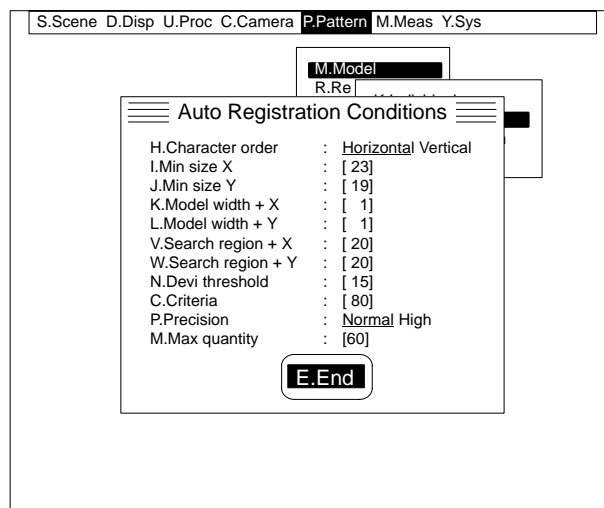 S.Scene D.Disp U.Proc C.Camera P.Pattern M.Meas Y.Sys
M.Model
R.Re
Auto Registration Conditions
H.Character order : Horizontal Vertical
I.Min size X : [ 23]
J.Min size Y : [ 19]
K.Model width + X : [ 1]
L.Model width + Y : [ 1]
V.Search region + X : [ 20]
W.Search region + Y : [ 20]
N.Devi threshold : [ 15]
C.Criteria : [ 80]
P.Precision : Normal High
M.Max quantity : [60]
E.End